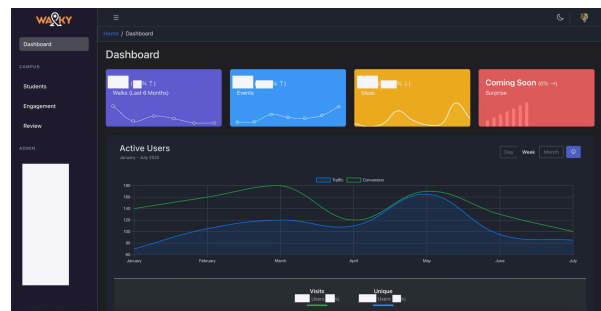 WALKY
Home / Dashboard
Dashboard
CAMPUS
Students
Engagement
Review
ADMIN
Dashboard
(% ↑)
Walks (Last 6 Months)
% ↑)
Events
% ↓)
Ideas
Coming Soon (0% →)
Surprise
Active Users
January - July 2025
Day Week Month
Traffic Conversion
180
160
140
120
100
80
60
January February March April May June July
Visits Unique
Users %) Users %)